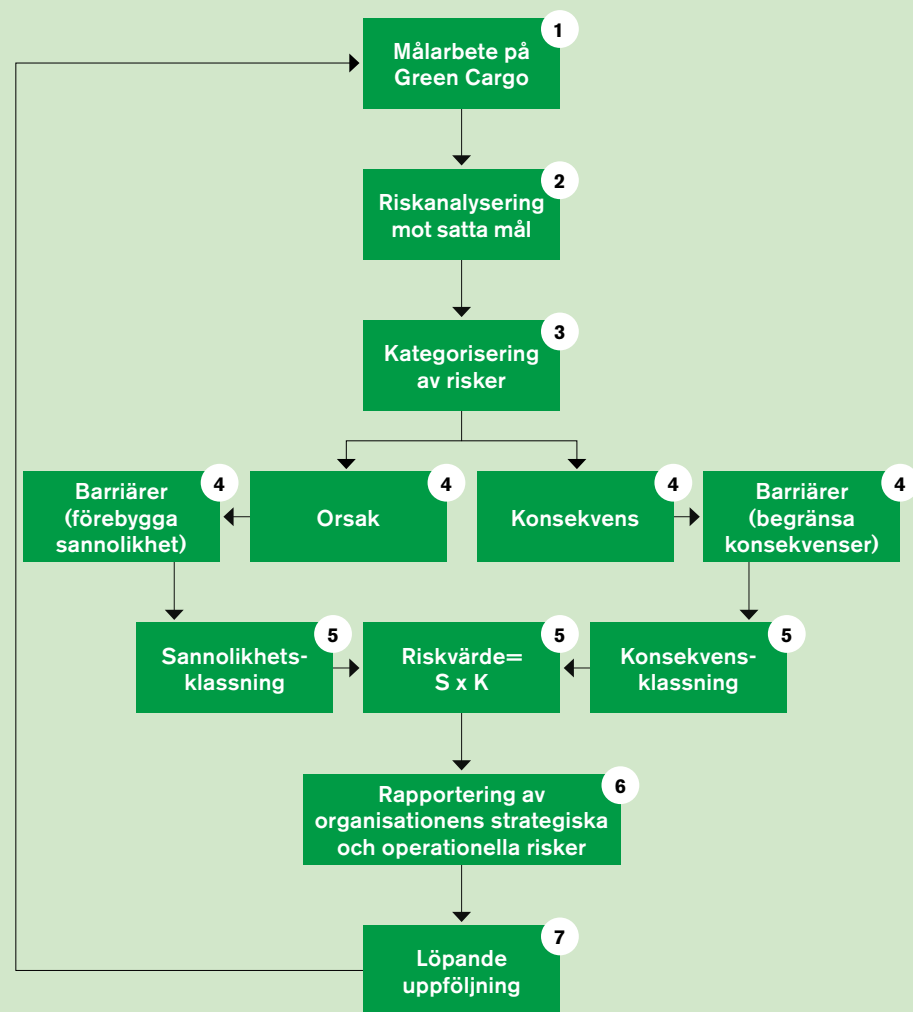 1
Målarbete på
Green Cargo
2
Riskanalysering
mot satta mål
3
Kategorisering
av risker
4
Barriärer
(förebygga
sannolikhet)
4
Orsak
4
Konsekvens
4
Barriärer
(begränsa
konsekvenser)
5
Sannolikhets-
klassning
5
Riskvärde=
S x K
5
Konsekvens-
klassning
6
Rapportering av
organisationens strategiska
och operationella risker
7
Löpande
uppföljning